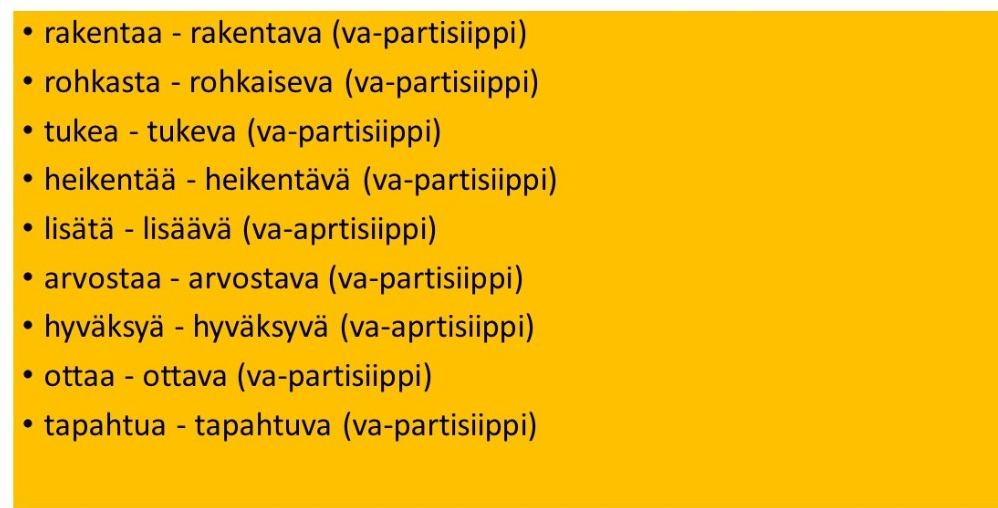 • rakentaa - rakentava (va-partisiippi)
• rohkasta - rohkaiseva (va-partisiippi)
• tukea - tukeva (va-partisiippi)
• heikentää - heikentävä (va-partisiippi)
• lisätä - lisäävä (va-aprtisiippi)
• arvostaa - arvostava (va-partisiippi)
• hyväksyä - hyväksyvä (va-aprtisiippi)
• ottaa - ottava (va-partisiippi)
• tapahtua - tapahtuva (va-partisiippi)